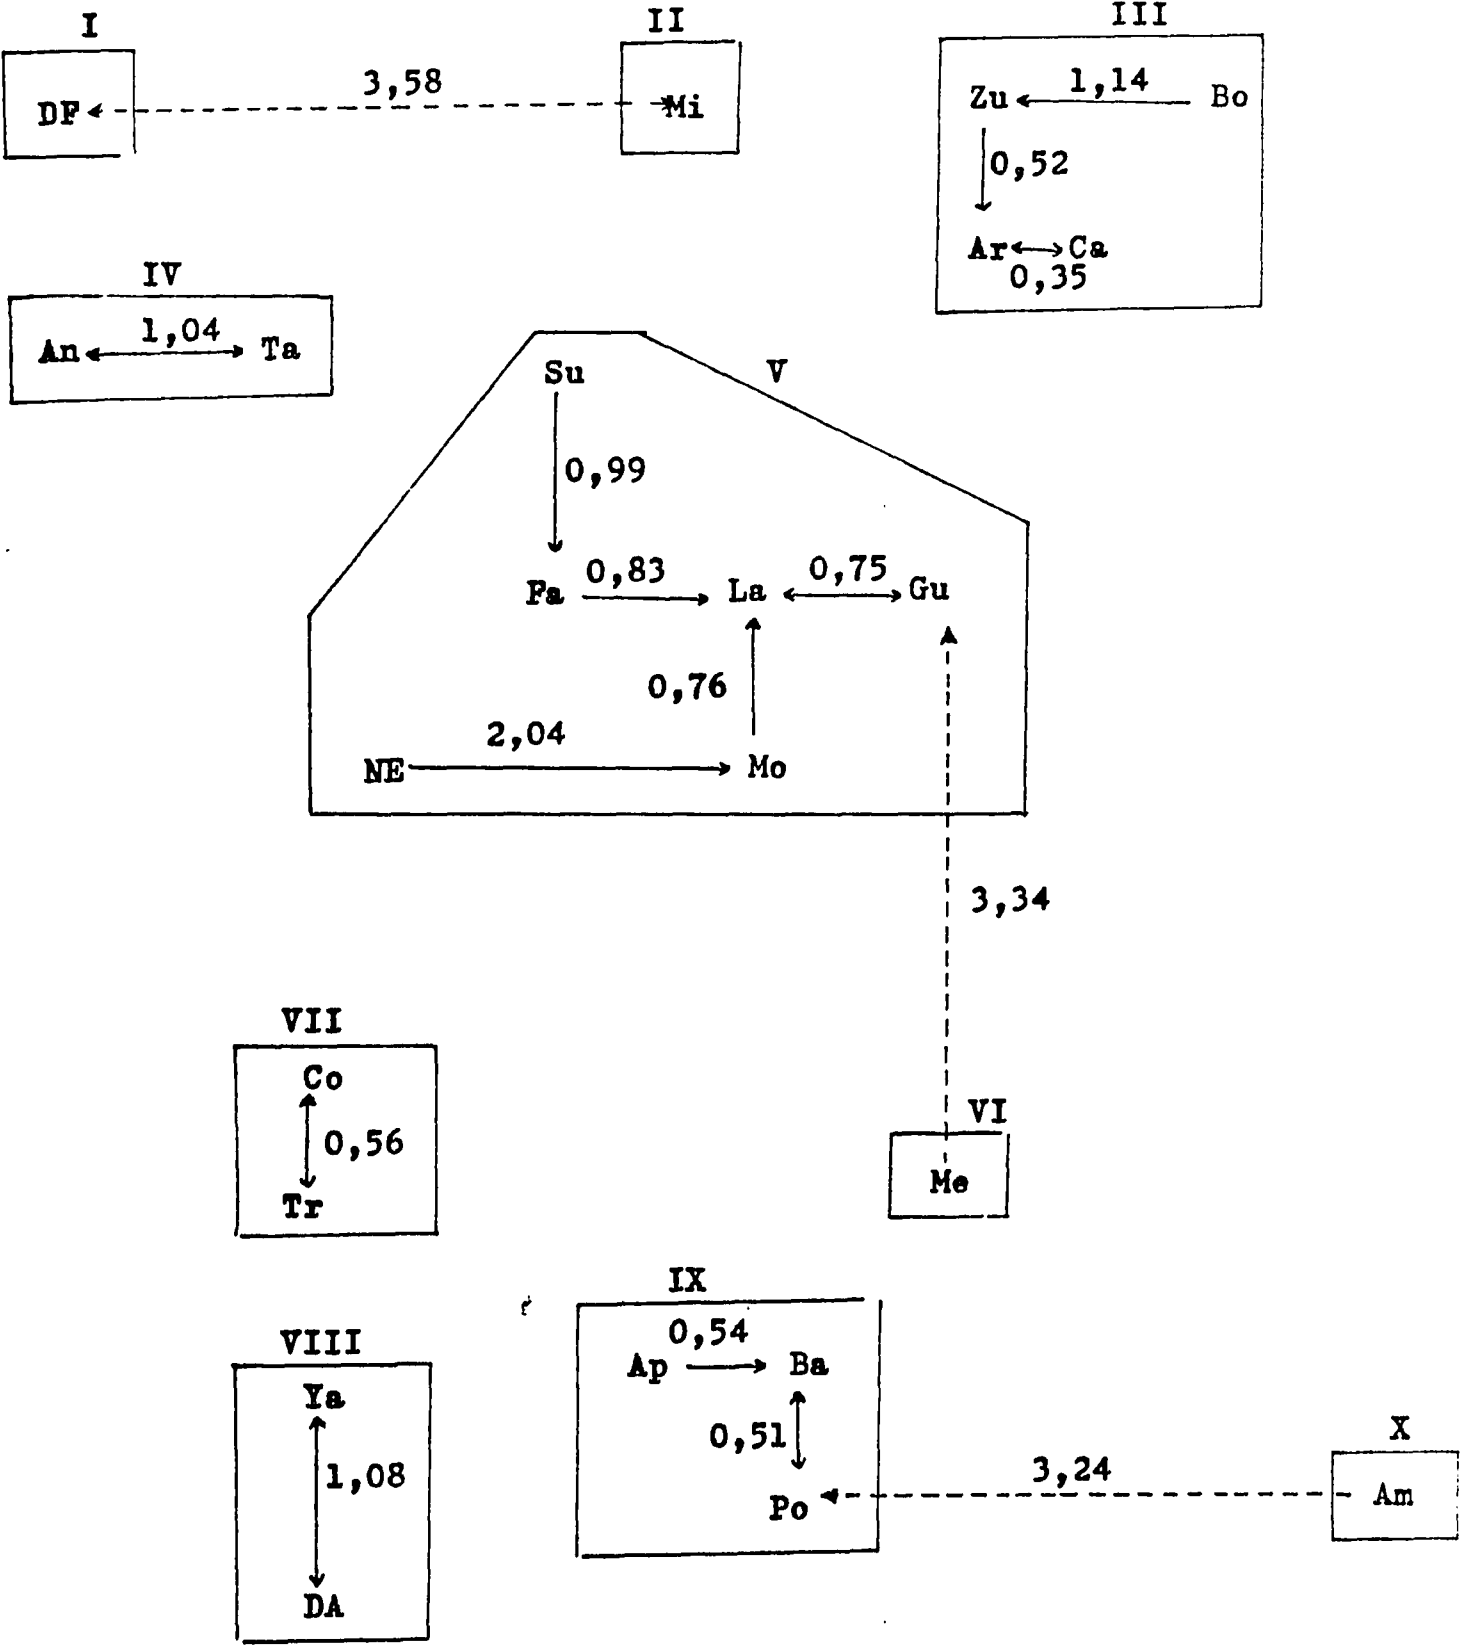 I
II
III
DF
3,58
Mi
Zu
1,14
Bo
0,52
Ar
Ca
0,35
IV
An
1,04
Ta
V
Su
0,99
Fa
0,83
La
0,75
Gu
0,76
NE
2,04
Mo
3,34
VII
Co
0,56
Tr
VI
Me
VIII
Ya
1,08
DA
IX
0,54
Ap
Ba
0,51
Po
3,24
X
Am